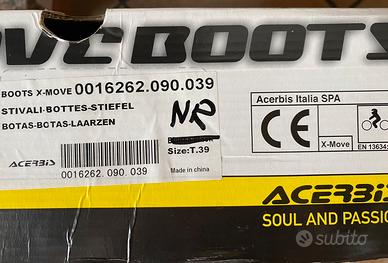 OVE BOOTS
BOOTS X-MOVE 0016262.090.039
STIVALI-BOTTES-STIEFEL
BOTAS-BOTAS-LAARZEN
NR
Size:T.39
ACERBIS
Made in china
0016262.090.039
Acerbis Italia SPA
CE
X-Move
EN 13634:
ACERBIS
SOUL AND PASSIO
subito